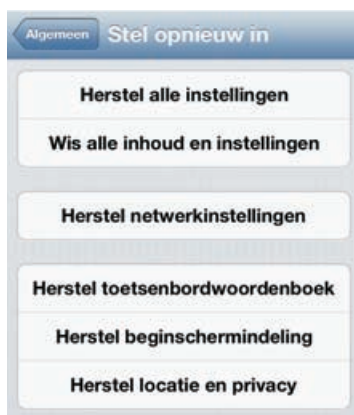 Algemeen Stel opnieuw in
Herstel alle instellingen
Wis alle inhoud en instellingen
Herstel netwerkinstellingen
Herstel toetsenbordwoordenboek
Herstel beginschermindeling
Herstel locatie en privacy